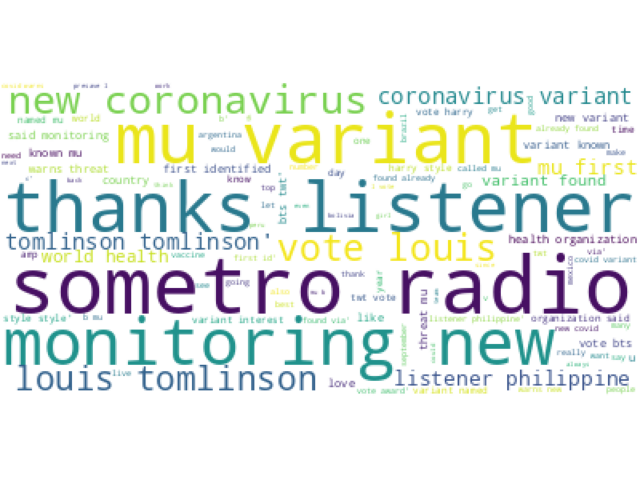 work
new coronavirus
coronavirus variant
vote harry
get
good
named mu
world
b'
argentina
brazil
new variant
said monitoring
mu variant
already found
time
would
one
variant known
make
need
known mu
warns threat
first identified
day
harry style
called mu
mu first
country
know
found already
go
variant found
thanks listener
top
bts tmt'
let
bolivia
girl
tomlinson tomlinson'
vote louis
health organization
amp
world health
vaccine
first id'
twt
via'
covid variant
mexico
sometro radio
see
going
thank
year
also
mu b
twt vote
best
threat mu
style style'
b mu
variant interest
found via'
like
listener philippine'
organization said
new covid
many
monitoring new
september
vote bts
really
want
say
u
always
louis tomlinson
live
love
listener philippine
vote award'
variant named
warns new
people